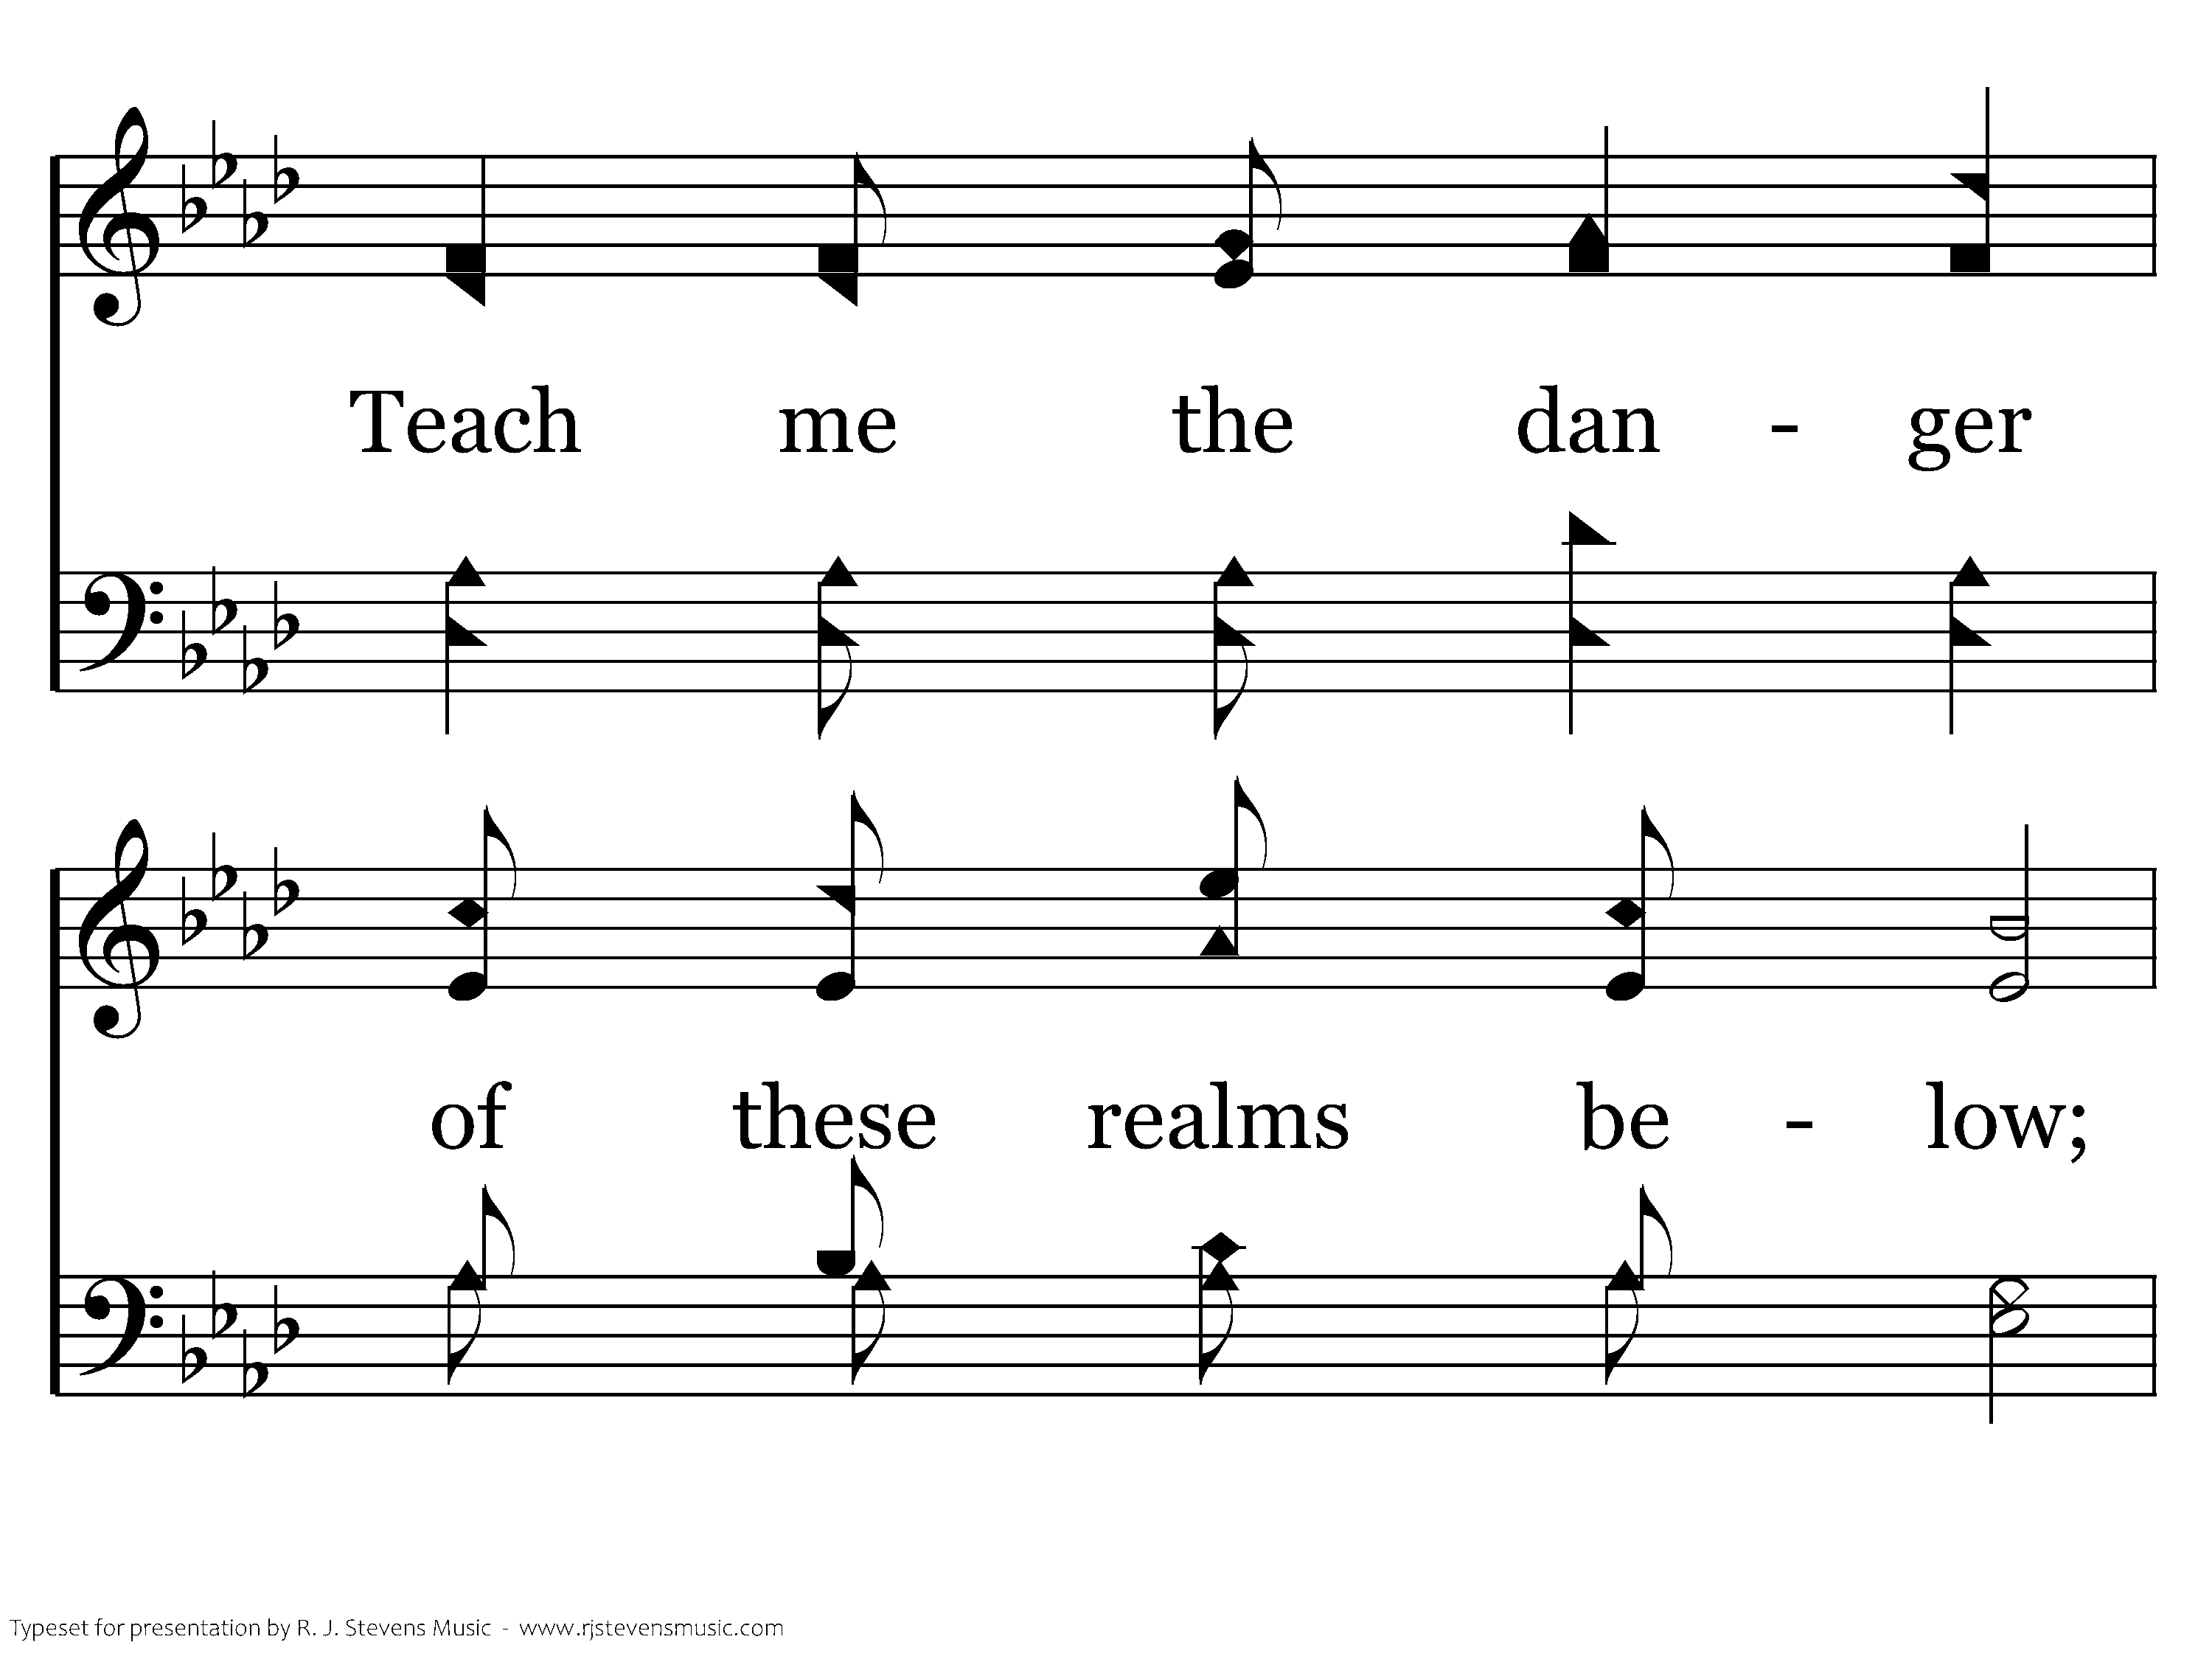 Teach me the dan - ger
of these realms be - low;
Typeset for presentation by R. J. Stevens Music - www.rjstevensmusic.com